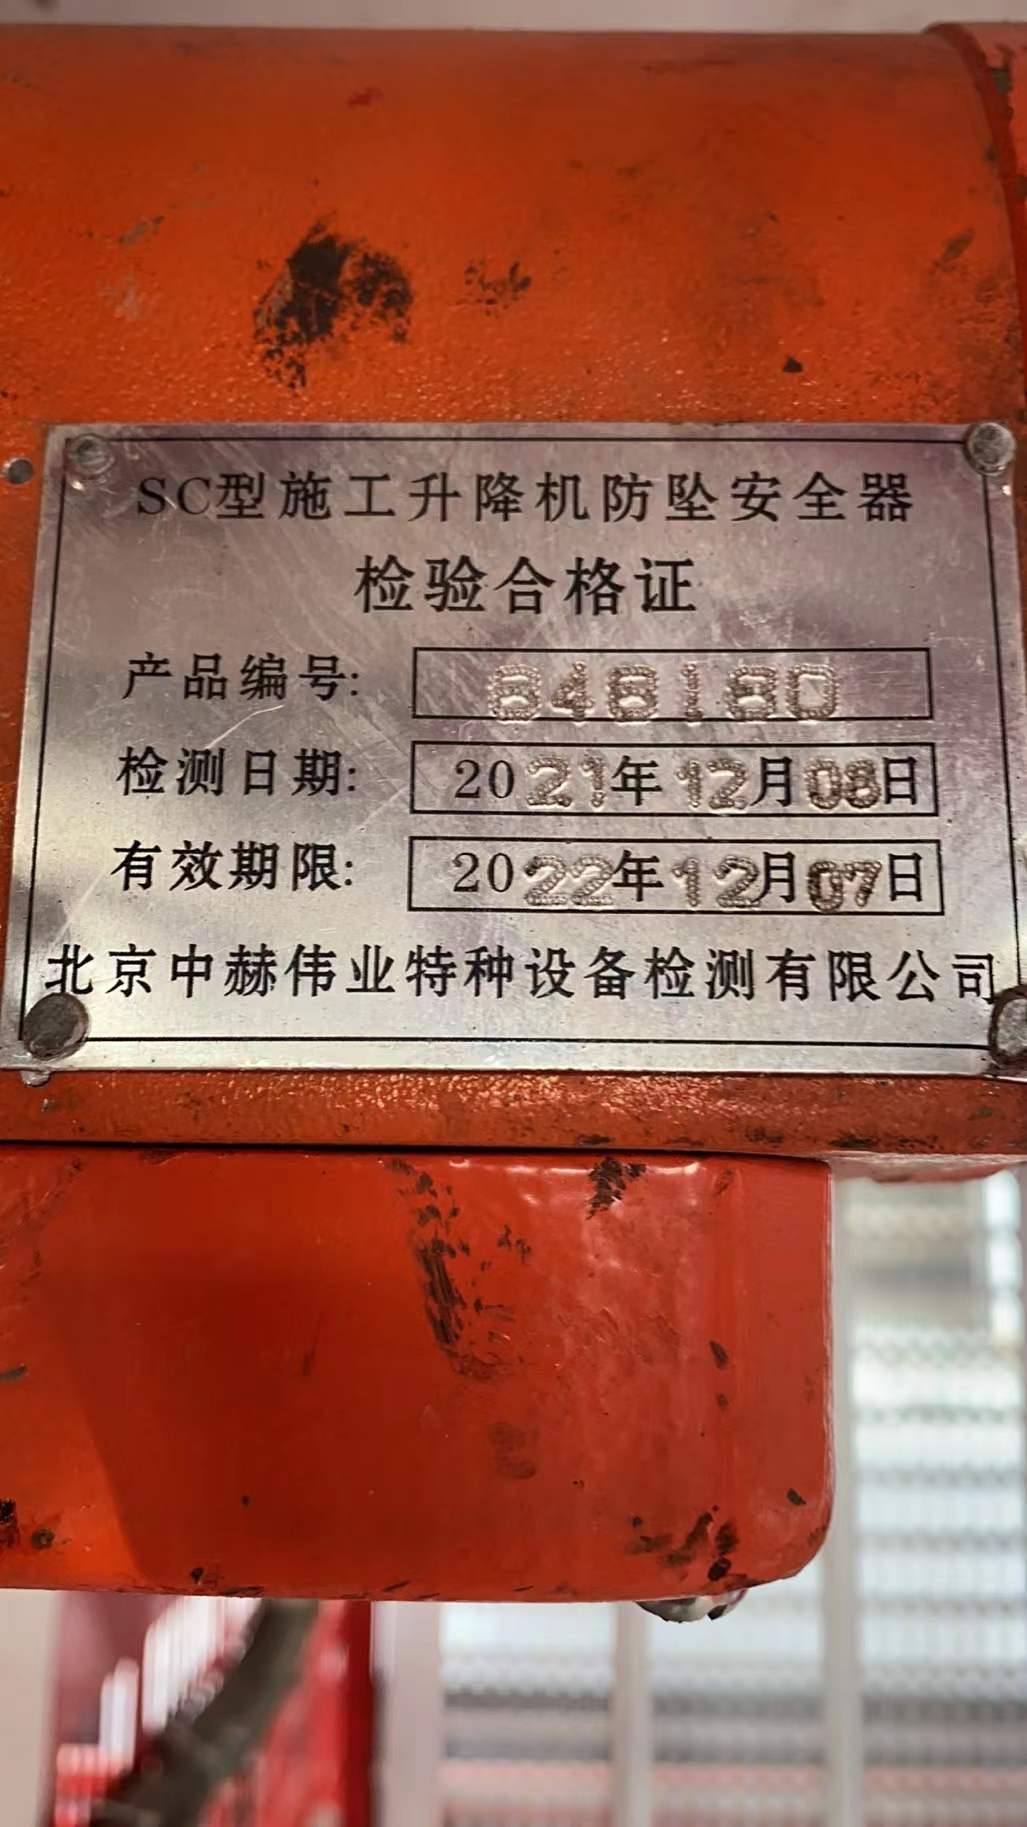 SC型施工升降机防坠安全器
检验合格证
产品编号: 848180
检测日期: 2021年12月08日
有效期限: 2022年12月07日
北京中赫伟业特种设备检测有限公司